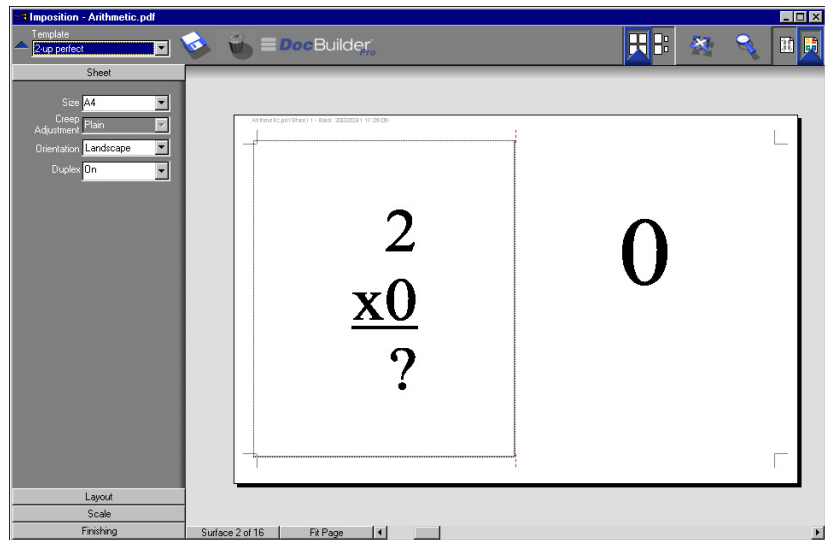 Imposition - Arithmetic.pdf
Template
2-up perfect
DocBuilder Pro
Sheet
Size A4
Creep Adjustment Plain
Orientation Landscape
Duplex On
2
x0
?
0
Layout
Scale
Finishing
Surface 2 of 16
Fit Page